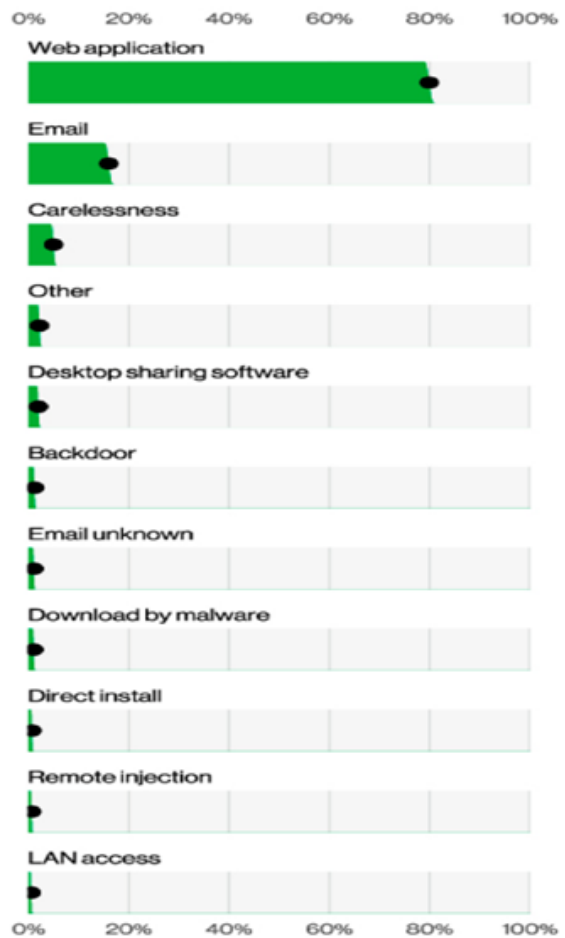 0% 20% 40% 60% 80% 100%
Web application
Email
Carelessness
Other
Desktop sharing software
Backdoor
Email unknown
Download by malware
Direct install
Remote injection
LAN access
0% 20% 40% 60% 80% 100%